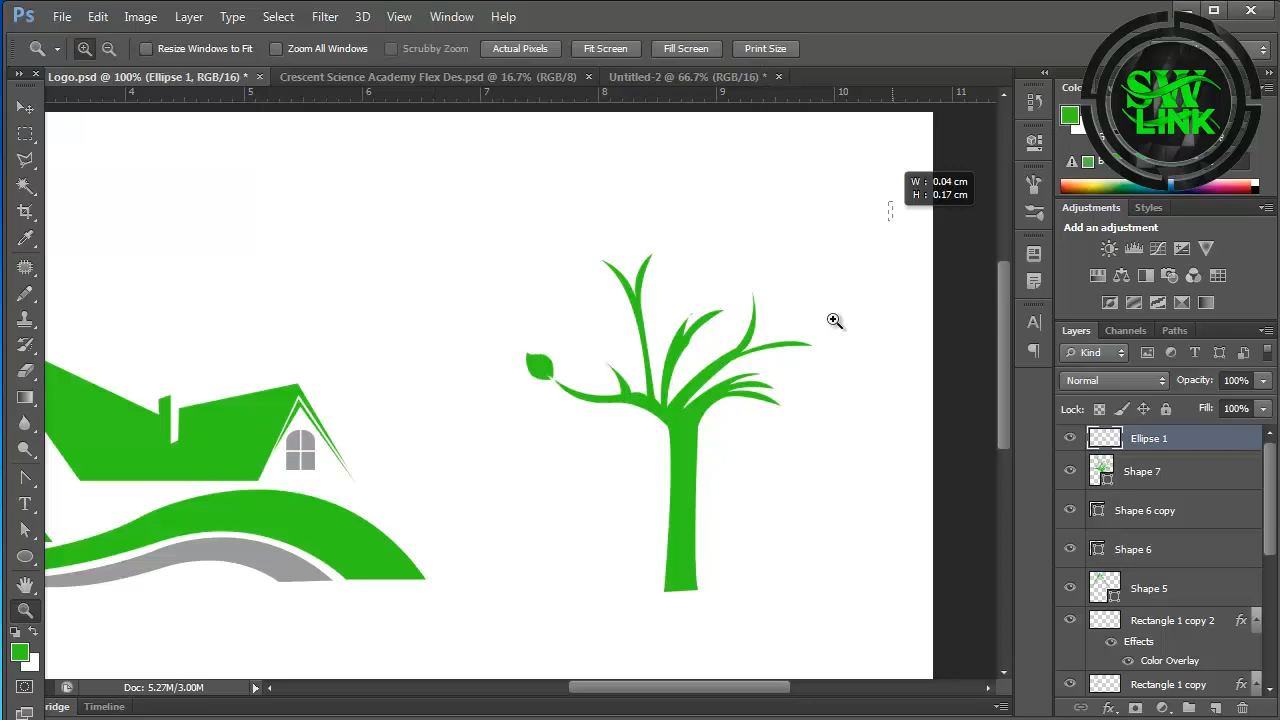 Ps File Edit Image Layer Type Select Filter 3D View Window Help
Resize Windows to Fit Zoom All Windows Scrubby Zoom Actual Pixels Fit Screen Fill Screen Print Size
Logo.psd @ 100% (Ellipse 1, RGB/16) * Crescent Science Academy Flex Des.psd @ 16.7% (RGB/8) Untitled-2 @ 66.7% (RGB/16) *
4 5 6 7 8 9 10 11
SW
LINK
W : 0.04 cm
H : 0.17 cm
Adjustments Styles
Add an adjustment
Layers Channels Paths
Kind
Normal Opacity: 100%
Lock: Fill: 100%
Ellipse 1
Shape 7
Shape 6 copy
Shape 6
Shape 5
Rectangle 1 copy 2 fx
Effects
Color Overlay
Rectangle 1 copy fx
Doc: 5.27M/3.00M
Timeline